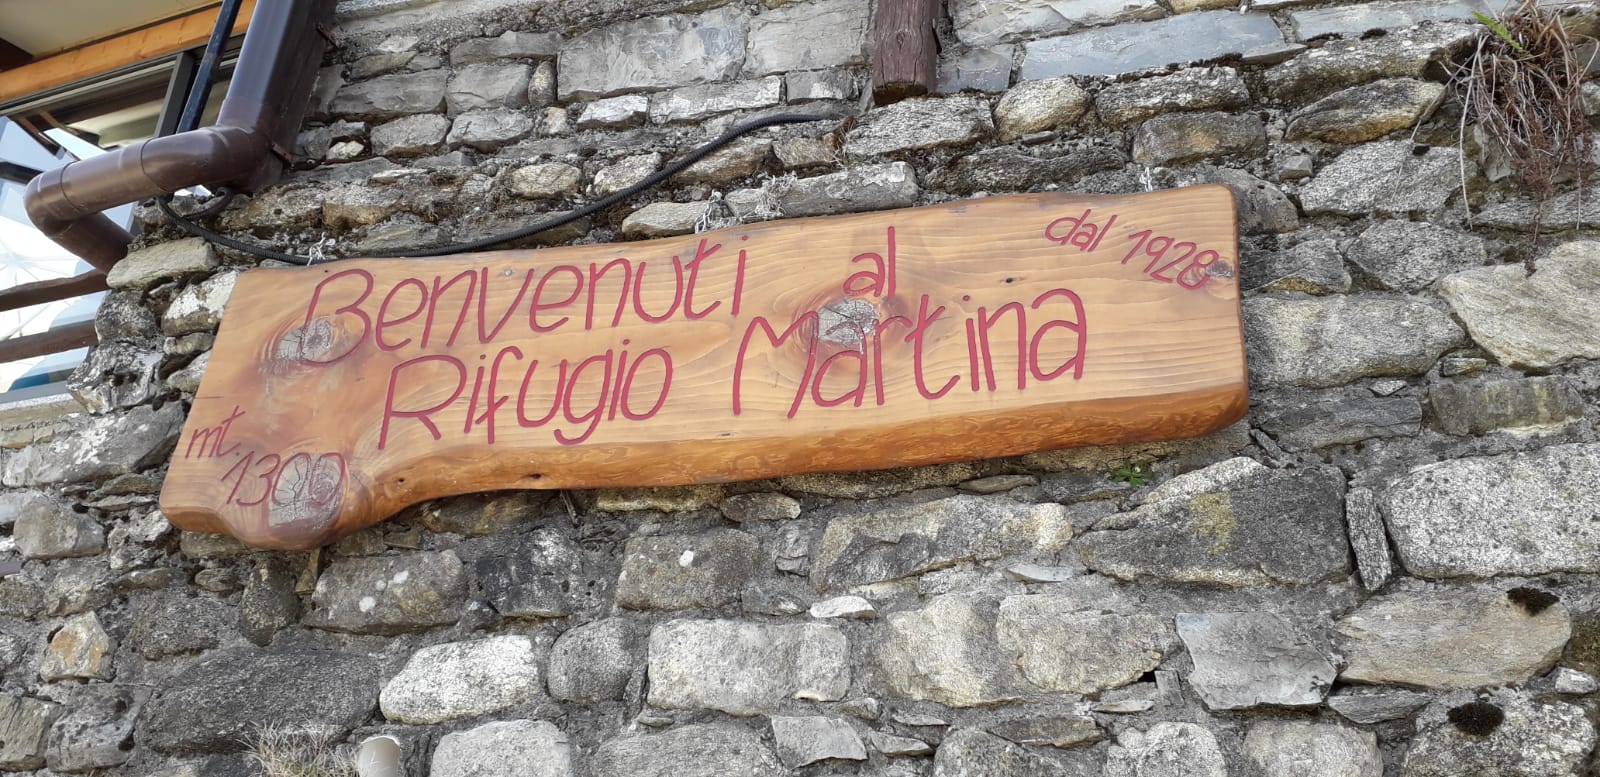 Benvenuti al
Rifugio Martina
dal 1928
mt.
1300